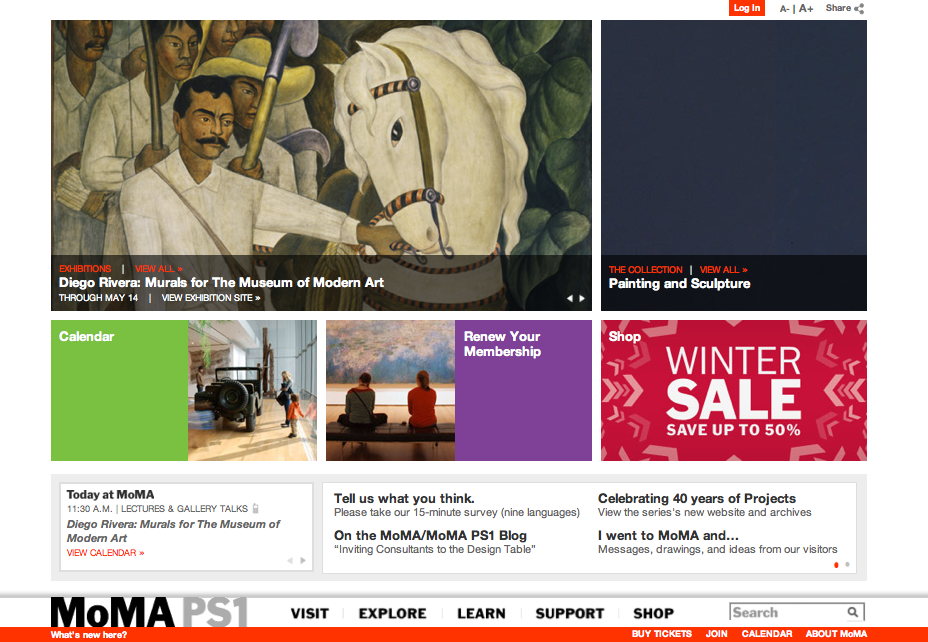 Log In A- | A+ Share
EXHIBITIONS | VIEW ALL »
Diego Rivera: Murals for The Museum of Modern Art
THROUGH MAY 14 | VIEW EXHIBITION SITE »
THE COLLECTION | VIEW ALL »
Painting and Sculpture
Calendar
Renew Your
Membership
Shop
WINTER
SALE
SAVE UP TO 50%
Today at MoMA
11:30 A.M. | LECTURES & GALLERY TALKS
Diego Rivera: Murals for The Museum of
Modern Art
VIEW CALENDAR »
Tell us what you think.
Please take our 15-minute survey (nine languages)
On the MoMA/MoMA PS1 Blog
“Inviting Consultants to the Design Table”
Celebrating 40 years of Projects
View the series's new website and archives
I went to MoMA and...
Messages, drawings, and ideas from our visitors
MoMA PS1 VISIT EXPLORE LEARN SUPPORT SHOP Search
What's new here? BUY TICKETS JOIN CALENDAR ABOUT MoMA